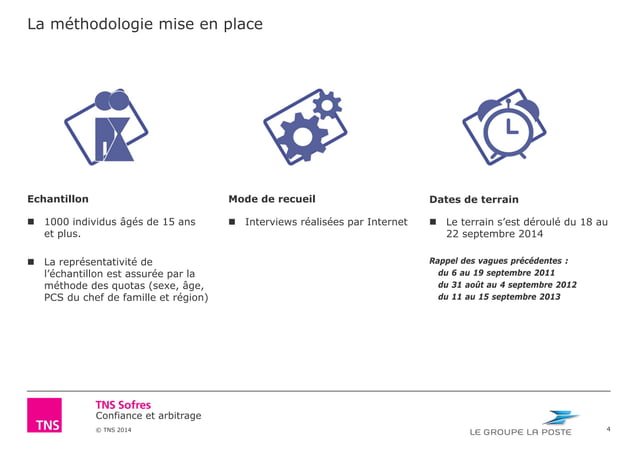 La méthodologie mise en place
Echantillon
■ 1000 individus âgés de 15 ans
et plus.
■ La représentativité de
l’échantillon est assurée par la
méthode des quotas (sexe, âge,
PCS du chef de famille et région)
Mode de recueil
■ Interviews réalisées par Internet
Dates de terrain
■ Le terrain s’est déroulé du 18 au
22 septembre 2014
Rappel des vagues précédentes :
du 6 au 19 septembre 2011
du 31 août au 4 septembre 2012
du 11 au 15 septembre 2013
TNS
TNS Sofres
Confiance et arbitrage
© TNS 2014
LE GROUPE LA POSTE
4